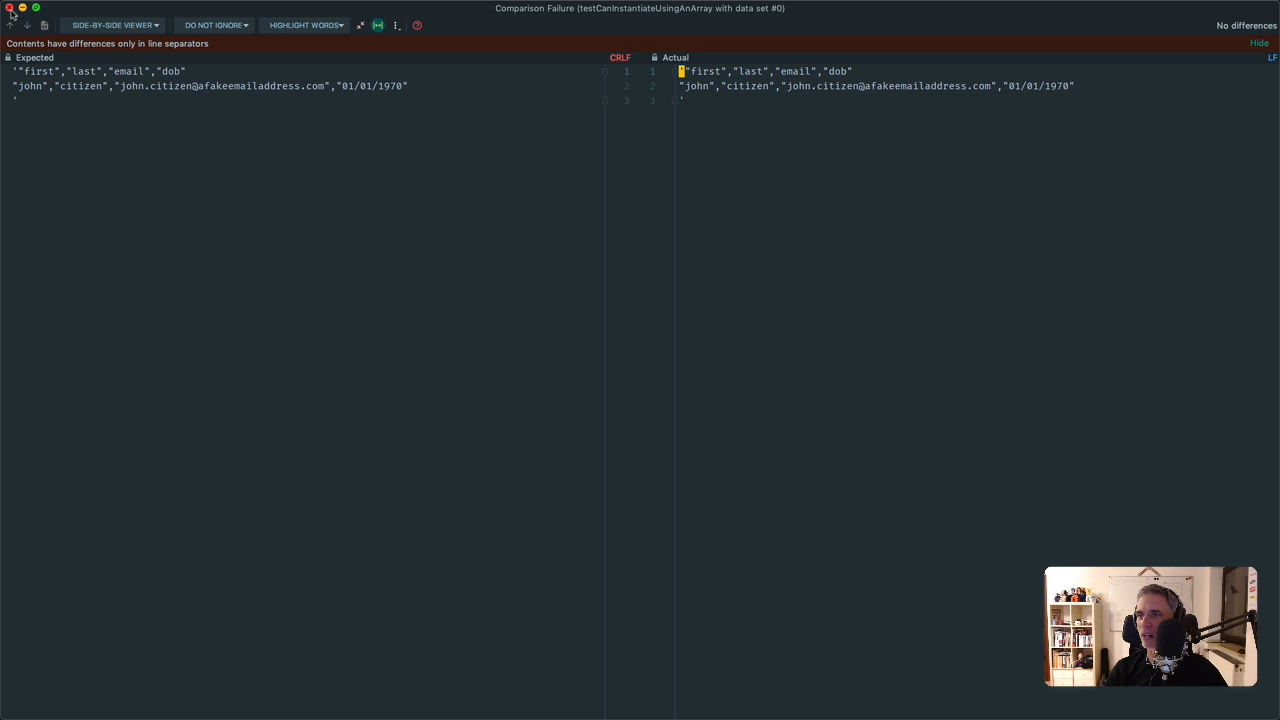 Comparison Failure (testCanInstantiateUsingAnArray with data set #0)
SIDE-BY-SIDE VIEWER DO NOT IGNORE HIGHLIGHT WORDS No differences
Contents have differences only in line separators Hide
Expected CRLF Actual LF
'"first","last","email","dob" 1 1 '"first","last","email","dob"
"john","citizen","john.citizen@afakeemailaddress.com","01/01/1970" 2 2 "john","citizen","john.citizen@afakeemailaddress.com","01/01/1970"
' 3 3 '